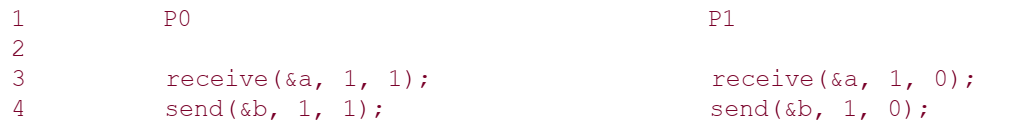 1 P0 P1
2
3 receive(&a, 1, 1); receive(&a, 1, 0);
4 send(&b, 1, 1); send(&b, 1, 0);